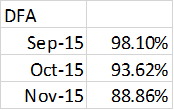 DFA
Sep-15 98.10%
Oct-15 93.62%
Nov-15 88.86%